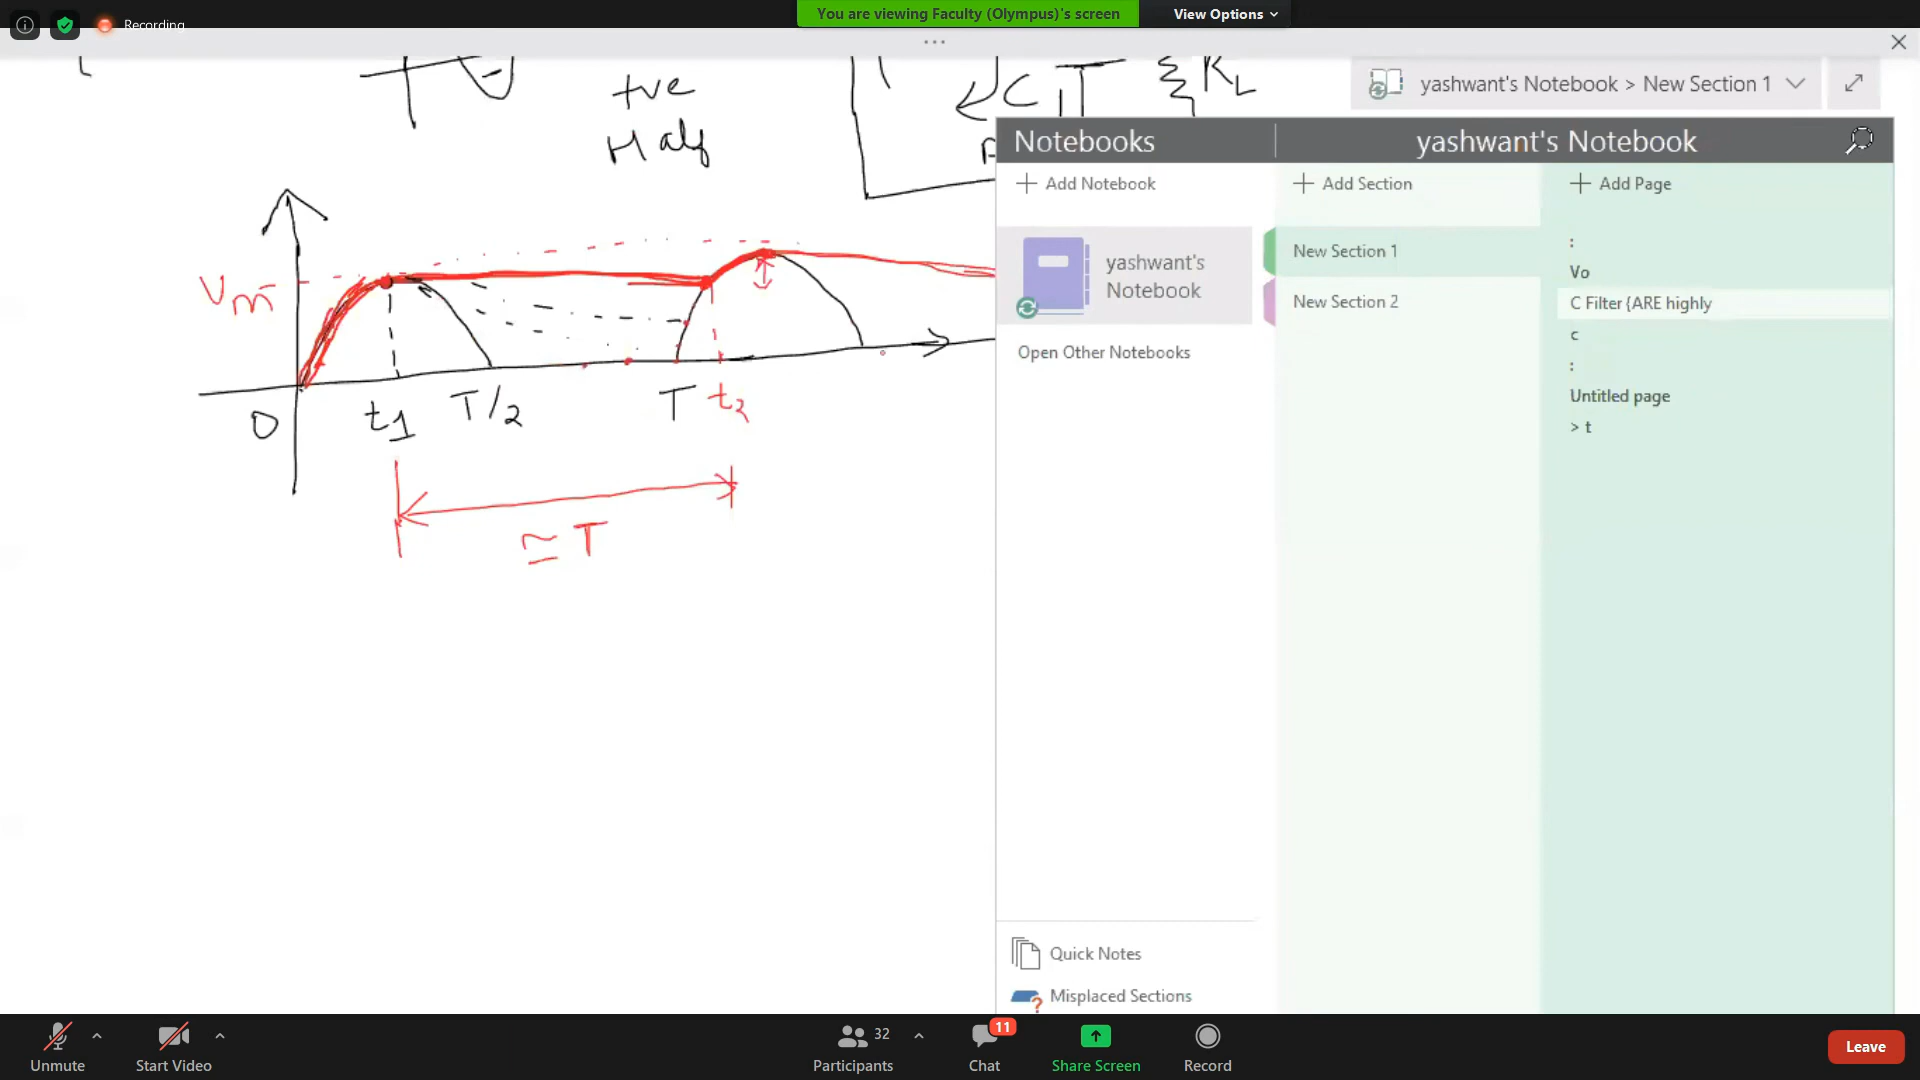 Recording
You are viewing Faculty (Olympus)'s screen
View Options
+ve
Half
C
RL
Vm
0
t1
T/2
T
t2
≃ T
yashwant's Notebook > New Section 1
Notebooks
yashwant's Notebook
Add Notebook
Add Section
Add Page
yashwant's
Notebook
Open Other Notebooks
New Section 1
New Section 2
:
Vo
C Filter {ARE highly
c
:
Untitled page
> t
Quick Notes
Misplaced Sections
Unmute
Start Video
32
Participants
11
Chat
Share Screen
Record
Leave